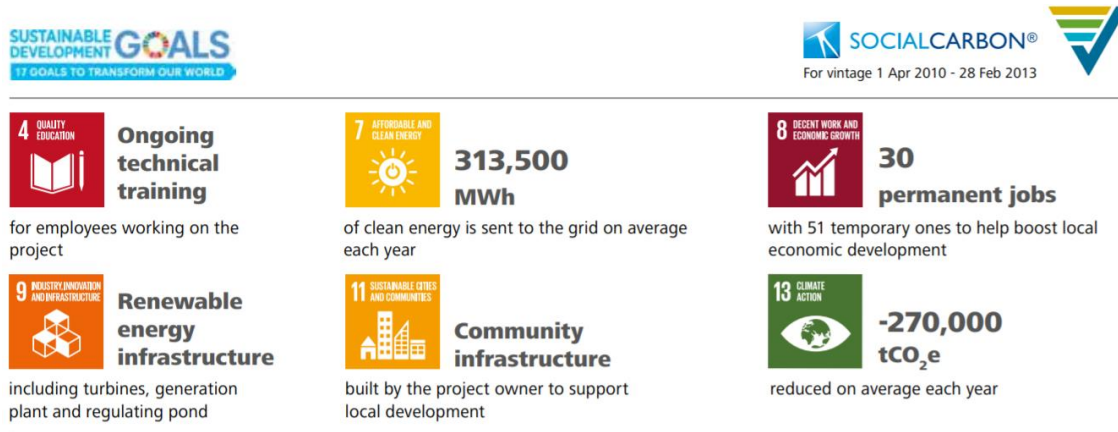 SUSTAINABLE
DEVELOPMENT GOALS
17 GOALS TO TRANSFORM OUR WORLD
SOCIALCARBON®
For vintage 1 Apr 2010 - 28 Feb 2013
4 QUALITY
EDUCATION
Ongoing
technical
training
for employees working on the
project
7 AFFORDABLE AND
CLEAN ENERGY
313,500
MWh
of clean energy is sent to the grid on average
each year
8 DECENT WORK AND
ECONOMIC GROWTH
30
permanent jobs
with 51 temporary ones to help boost local
economic development
9 INDUSTRY, INNOVATION
AND INFRASTRUCTURE
Renewable
energy
infrastructure
including turbines, generation
plant and regulating pond
11 SUSTAINABLE CITIES
AND COMMUNITIES
Community
infrastructure
built by the project owner to support
local development
13 CLIMATE
ACTION
-270,000
tCO₂e
reduced on average each year